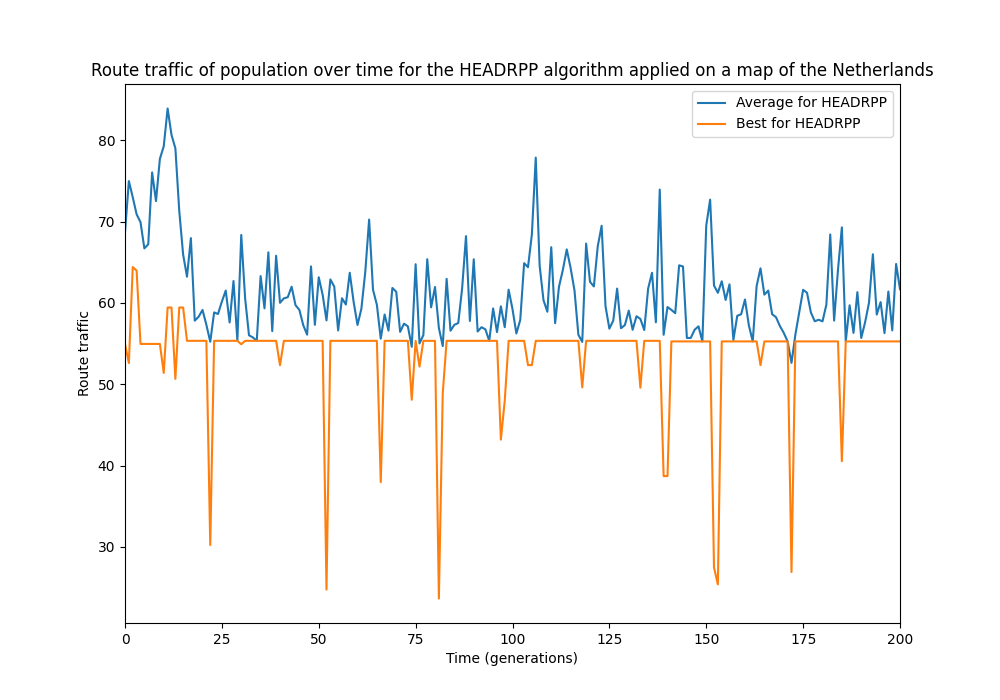 Route traffic of population over time for the HEADRPP algorithm applied on a map of the Netherlands
Average for HEADRPP
Best for HEADRPP
80
70
60
50
40
30
Route traffic
0 25 50 75 100 125 150 175 200
Time (generations)